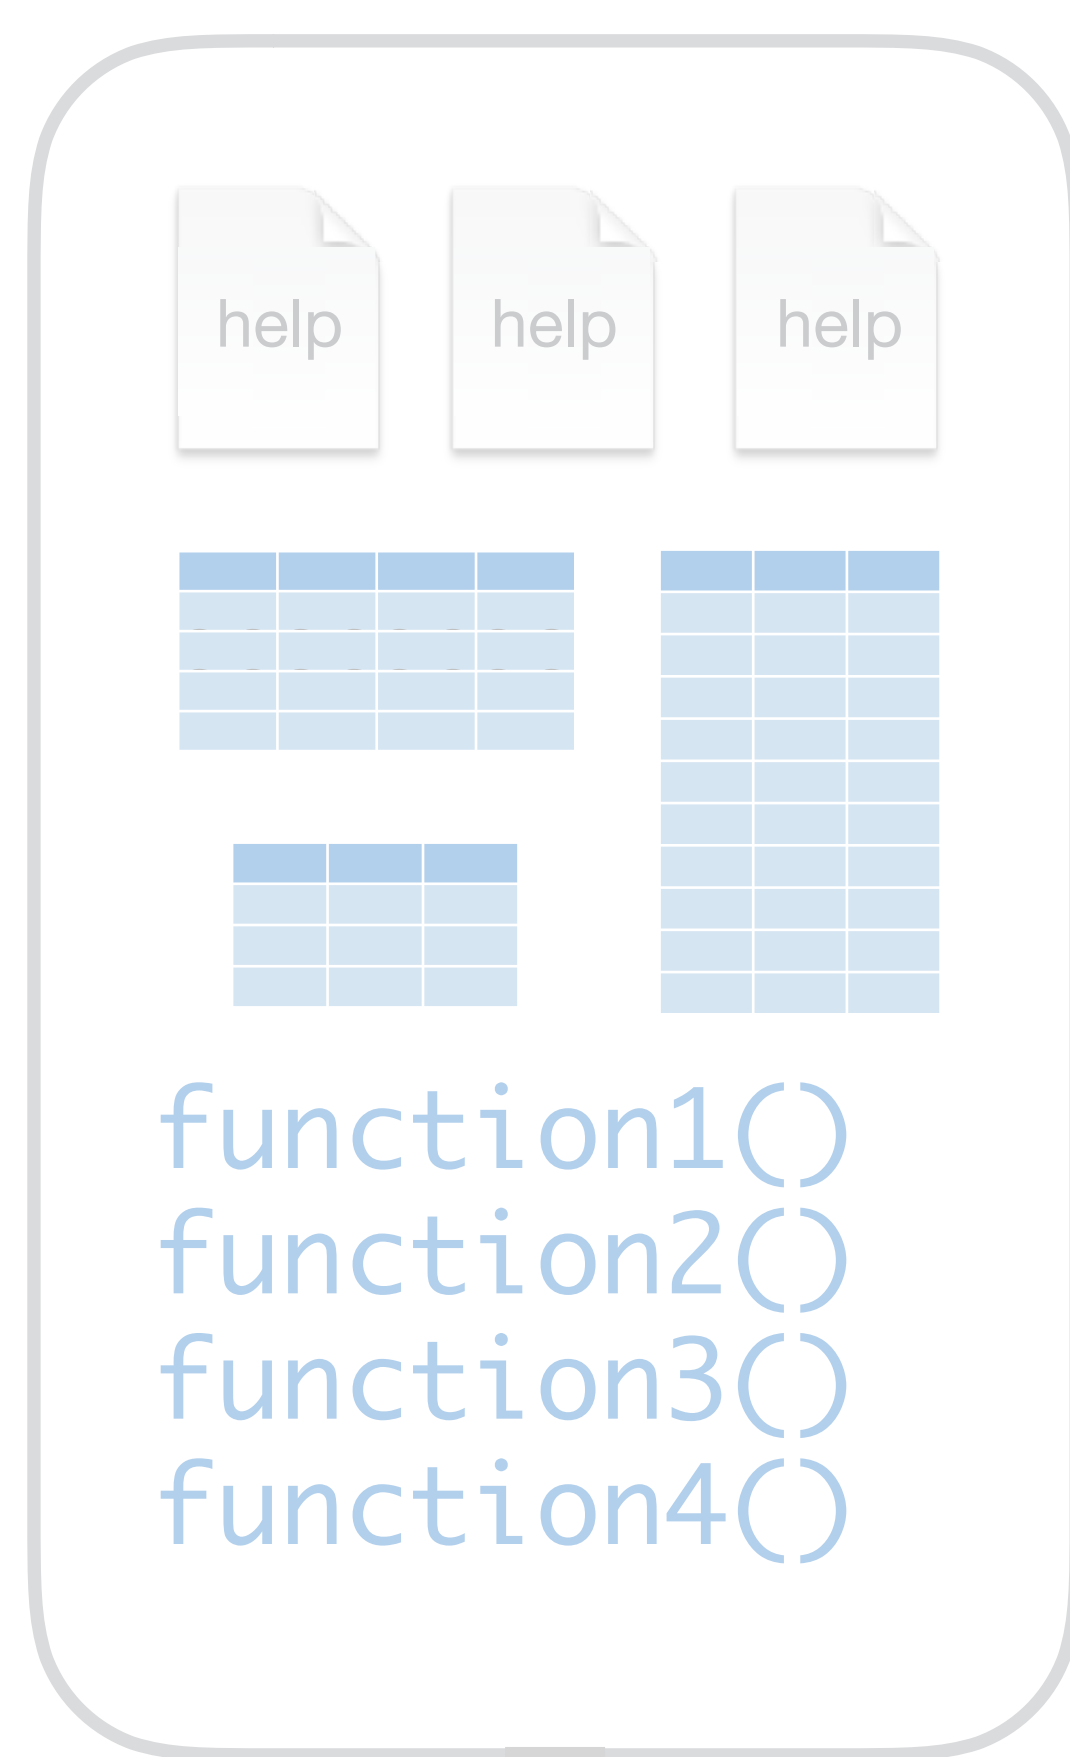 help help help
function1()
function2()
function3()
function4()